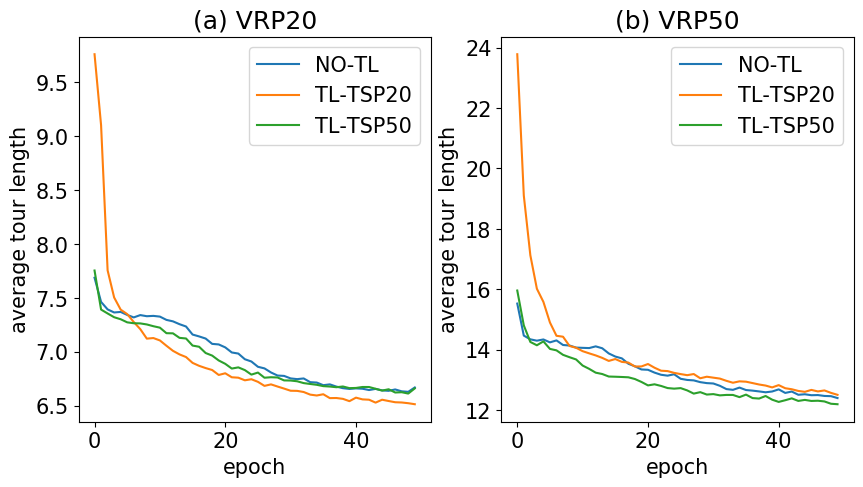 (a) VRP20
average tour length
9.5
9.0
8.5
8.0
7.5
7.0
6.5
0
20
40
epoch
NO-TL
TL-TSP20
TL-TSP50
(b) VRP50
average tour length
24
22
20
18
16
14
12
0
20
40
epoch
NO-TL
TL-TSP20
TL-TSP50